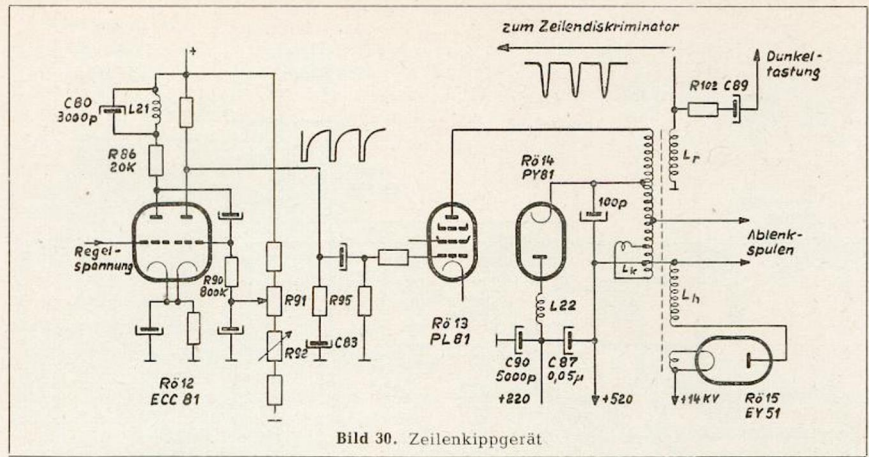 zum Zeilendiskriminator
Dunkel-
tastung
R102 C89
C80
3000p
L21
R86
20K
Regel-
spannung
R90
800K
R91
R92
R95
C83
Rö12
ECC 81
Rö13
PL81
Rö14
PY81
100p
Lr
Ablenk-
spulen
Lk
Lh
L22
C90
5000p
C87
0,05µ
+220
+520
+14KV
Rö15
EY51
+
Bild 30. Zeilenkippgerät